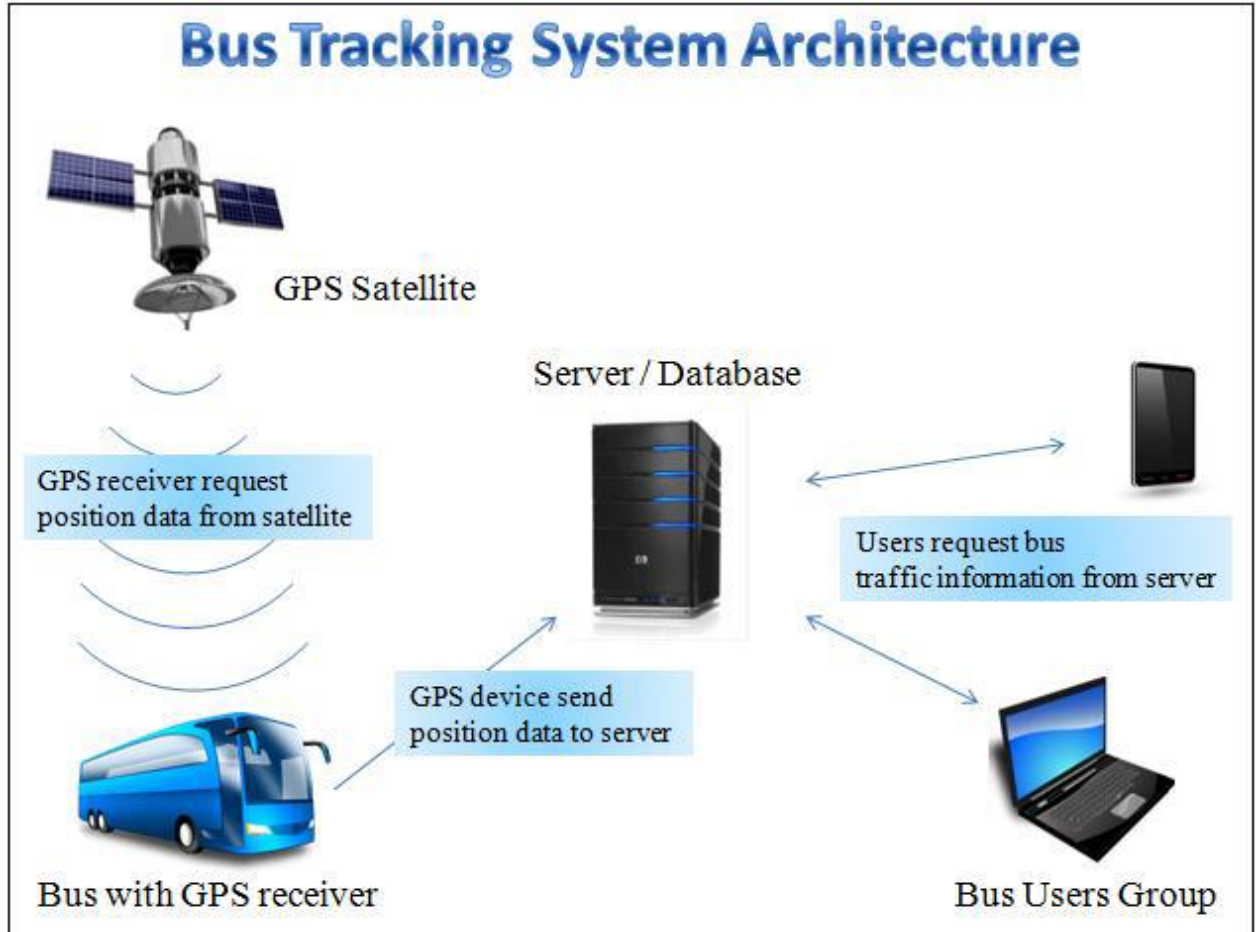 Bus Tracking System Architecture
GPS Satellite
Server / Database
GPS receiver request
position data from satellite
Users request bus
traffic information from server
GPS device send
position data to server
Bus with GPS receiver
Bus Users Group